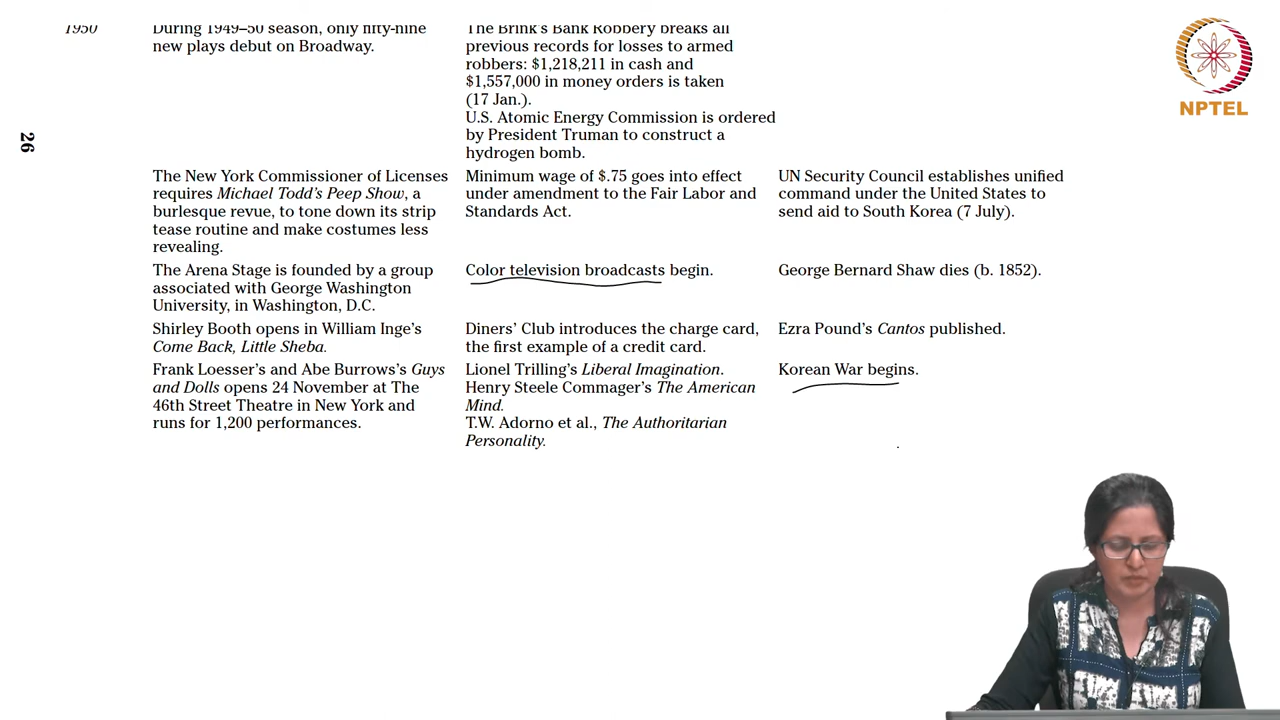 1950
During 1949–50 season, only fifty-nine
new plays debut on Broadway.
The Brink's Bank Robbery breaks all
previous records for losses to armed
robbers: $1,218,211 in cash and
$1,557,000 in money orders is taken
(17 Jan.).
U.S. Atomic Energy Commission is ordered
by President Truman to construct a
hydrogen bomb.
26
The New York Commissioner of Licenses
requires Michael Todd's Peep Show, a
burlesque revue, to tone down its strip
tease routine and make costumes less
revealing.
Minimum wage of $.75 goes into effect
under amendment to the Fair Labor and
Standards Act.
UN Security Council establishes unified
command under the United States to
send aid to South Korea (7 July).
The Arena Stage is founded by a group
associated with George Washington
University, in Washington, D.C.
Color television broadcasts begin.
George Bernard Shaw dies (b. 1852).
Shirley Booth opens in William Inge's
Come Back, Little Sheba.
Diners' Club introduces the charge card,
the first example of a credit card.
Ezra Pound's Cantos published.
Frank Loesser's and Abe Burrows's Guys
and Dolls opens 24 November at The
46th Street Theatre in New York and
runs for 1,200 performances.
Lionel Trilling's Liberal Imagination.
Henry Steele Commager's The American
Mind.
T.W. Adorno et al., The Authoritarian
Personality.
Korean War begins.
NPTEL